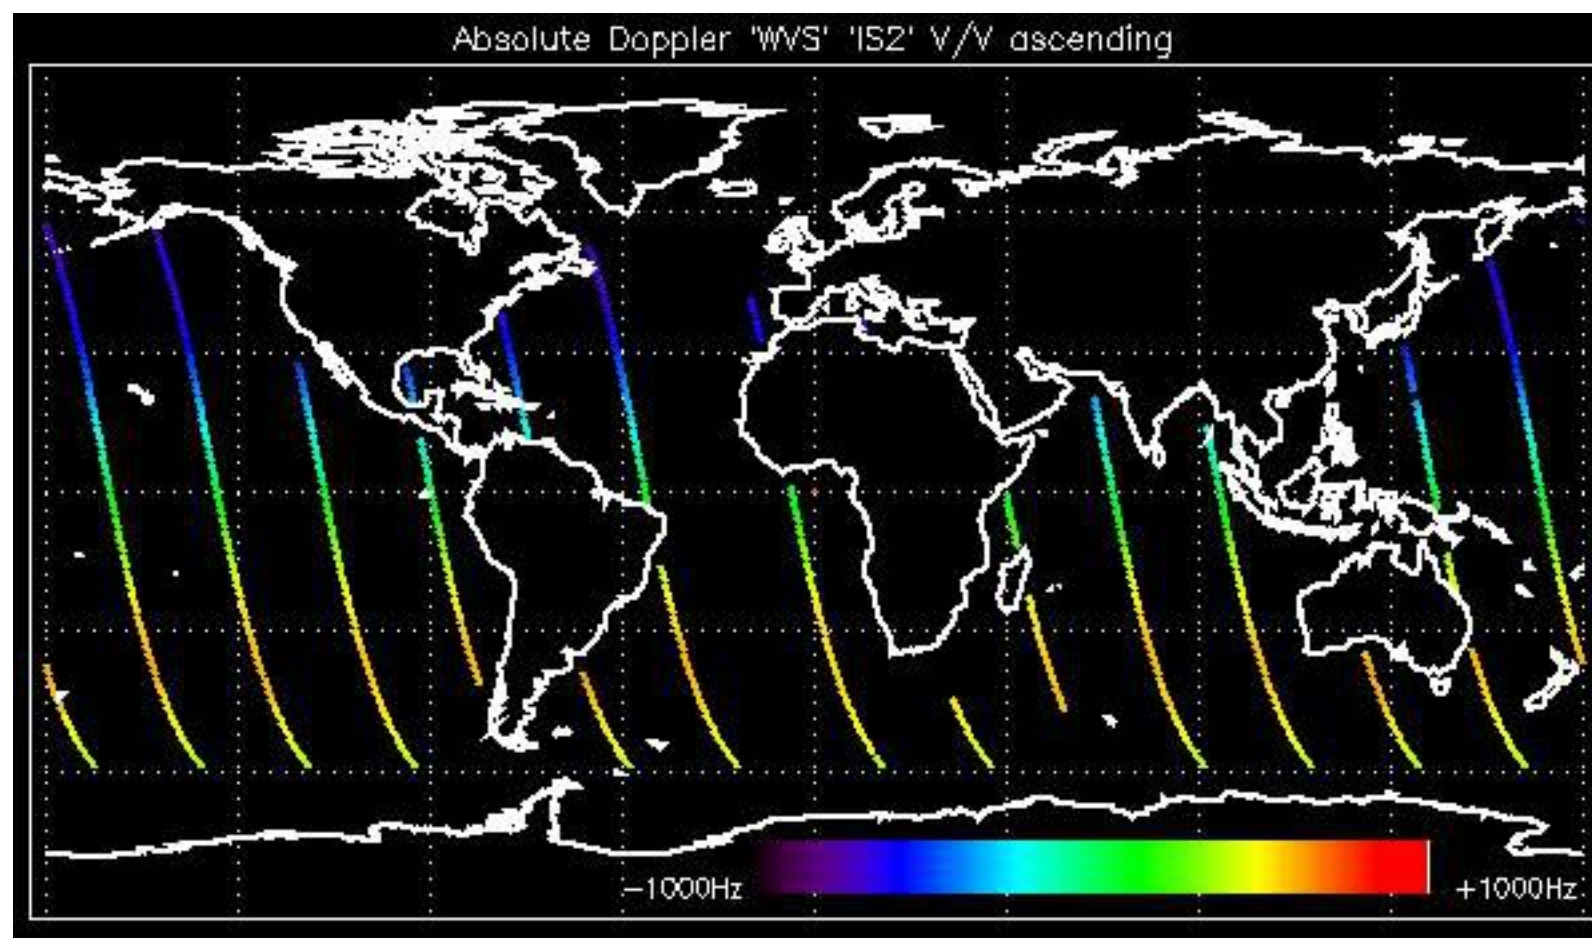 Absolute Doppler 'WVS' 'IS2' V/V ascending
-1000Hz +1000Hz